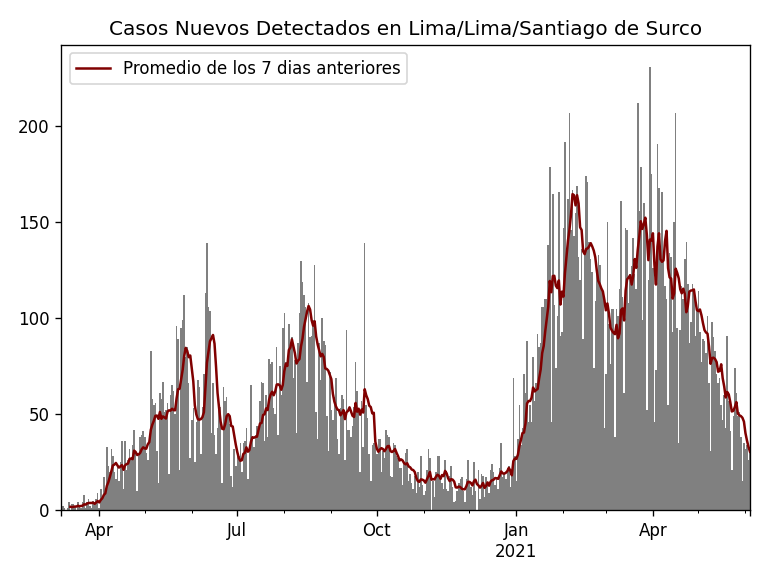 Casos Nuevos Detectados en Lima/Lima/Santiago de Surco
Promedio de los 7 dias anteriores
200
150
100
50
0
Apr
Jul
Oct
Jan
2021
Apr